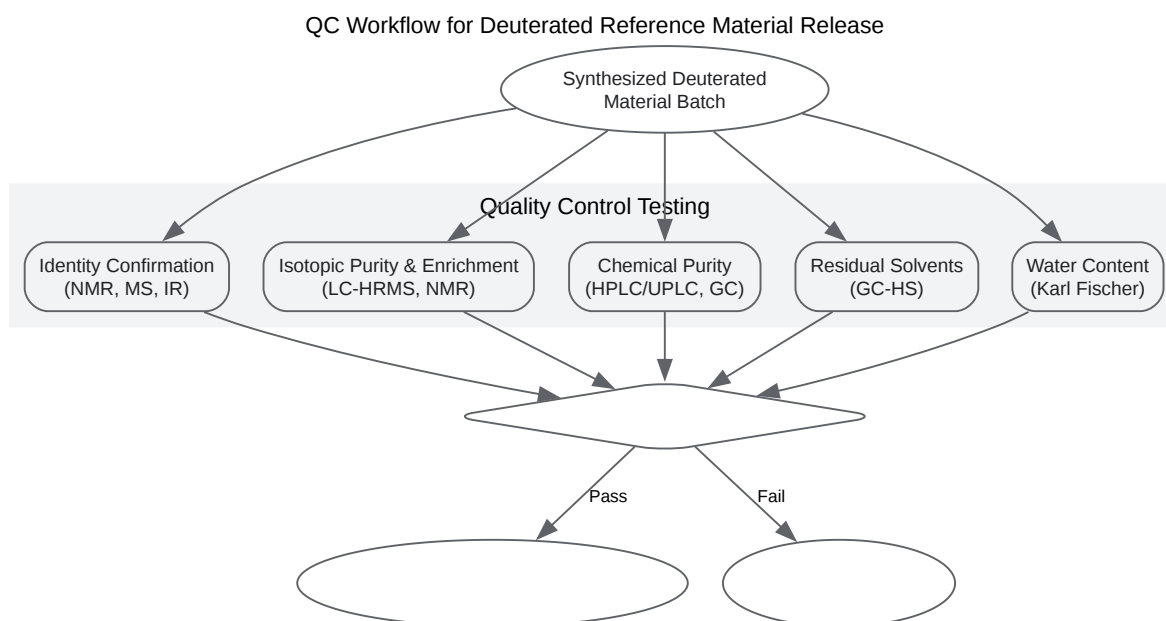 QC Workflow for Deuterated Reference Material Release
Synthesized Deuterated
Material Batch
Quality Control Testing
Identity Confirmation
(NMR, MS, IR)
Isotopic Purity & Enrichment
(LC-HRMS, NMR)
Chemical Purity
(HPLC/UPLC, GC)
Residual Solvents
(GC-HS)
Water Content
(Karl Fischer)
Pass
Fail